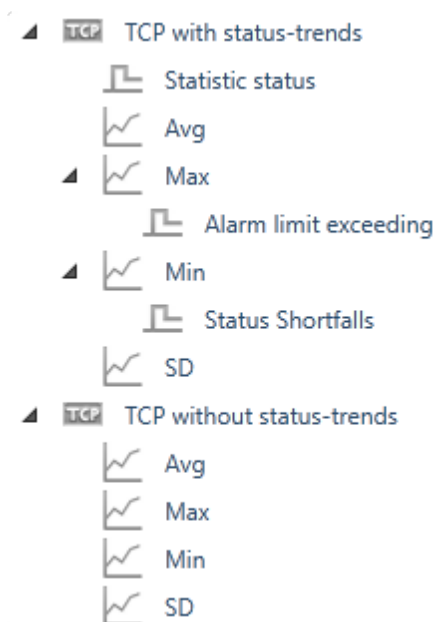 TCP TCP with status-trends
Statistic status
Avg
Max
Alarm limit exceeding
Min
Status Shortfalls
SD
TCP TCP without status-trends
Avg
Max
Min
SD